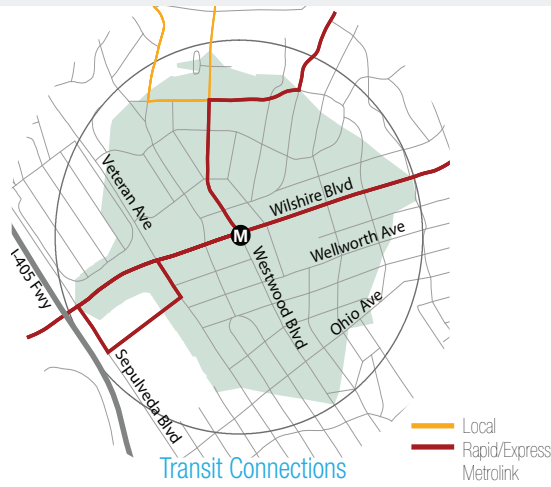 Veteran Ave
Wilshire Blvd
M
Wellworth Ave
I-405 Fwy
Westwood Blvd
Ohio Ave
Sepulveda Blvd
Local
Rapid/Express
Metrolink
Transit Connections